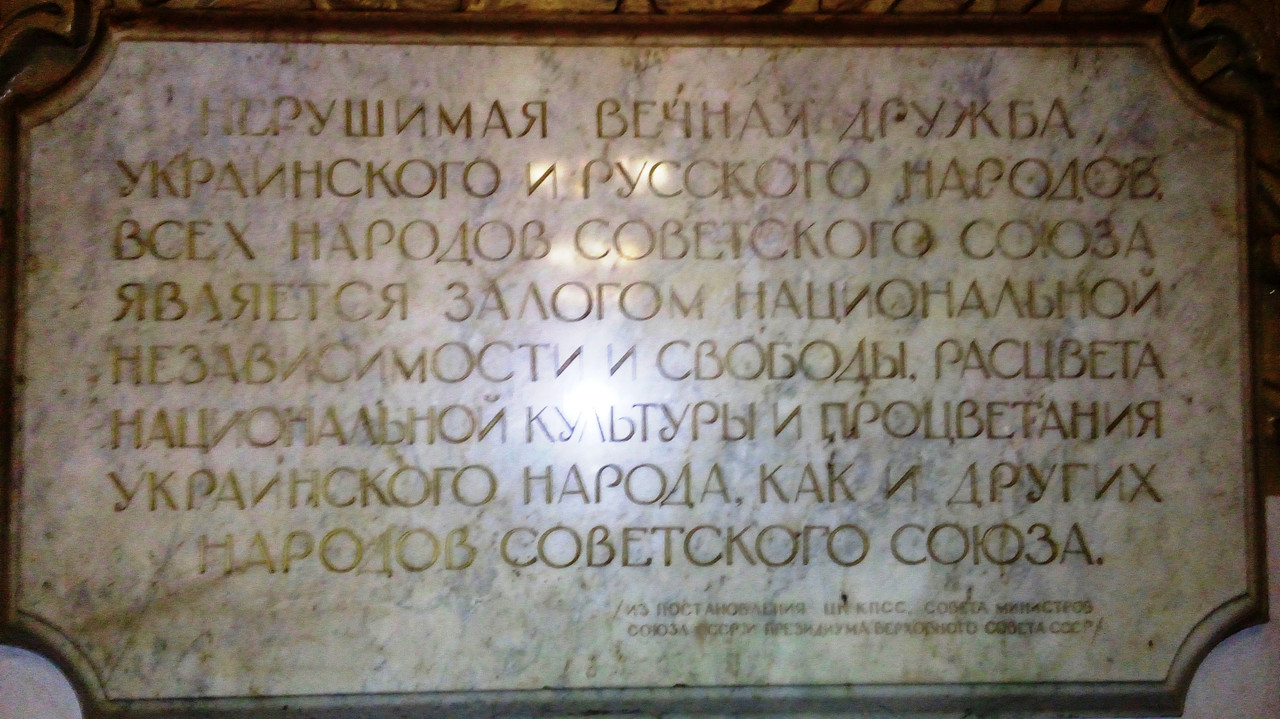 НЕРУШИМАЯ ВЕЧНАЯ ДРУЖБА,
УКРАИНСКОГО И РУССКОГО НАРОДОВ,
ВСЕХ НАРОДОВ СОВЕТСКОГО СОЮЗА
ЯВЛЯЕТСЯ ЗАЛОГОМ НАЦИОНАЛЬНОЙ
НЕЗАВИСИМОСТИ И СВОБОДЫ, РАСЦВЕТА
НАЦИОНАЛЬНОЙ КУЛЬТУРЫ И ПРОЦВЕТАНИЯ
УКРАИНСКОГО НАРОДА, КАК И ДРУГИХ
НАРОДОВ СОВЕТСКОГО СОЮЗА.
/ИЗ ПОСТАНОВЛЕНИЯ ЦК КПСС, СОВЕТА МИНИСТРОВ
СОЮЗА ССР И ПРЕЗИДИУМА ВЕРХОВНОГО СОВЕТА СССР/